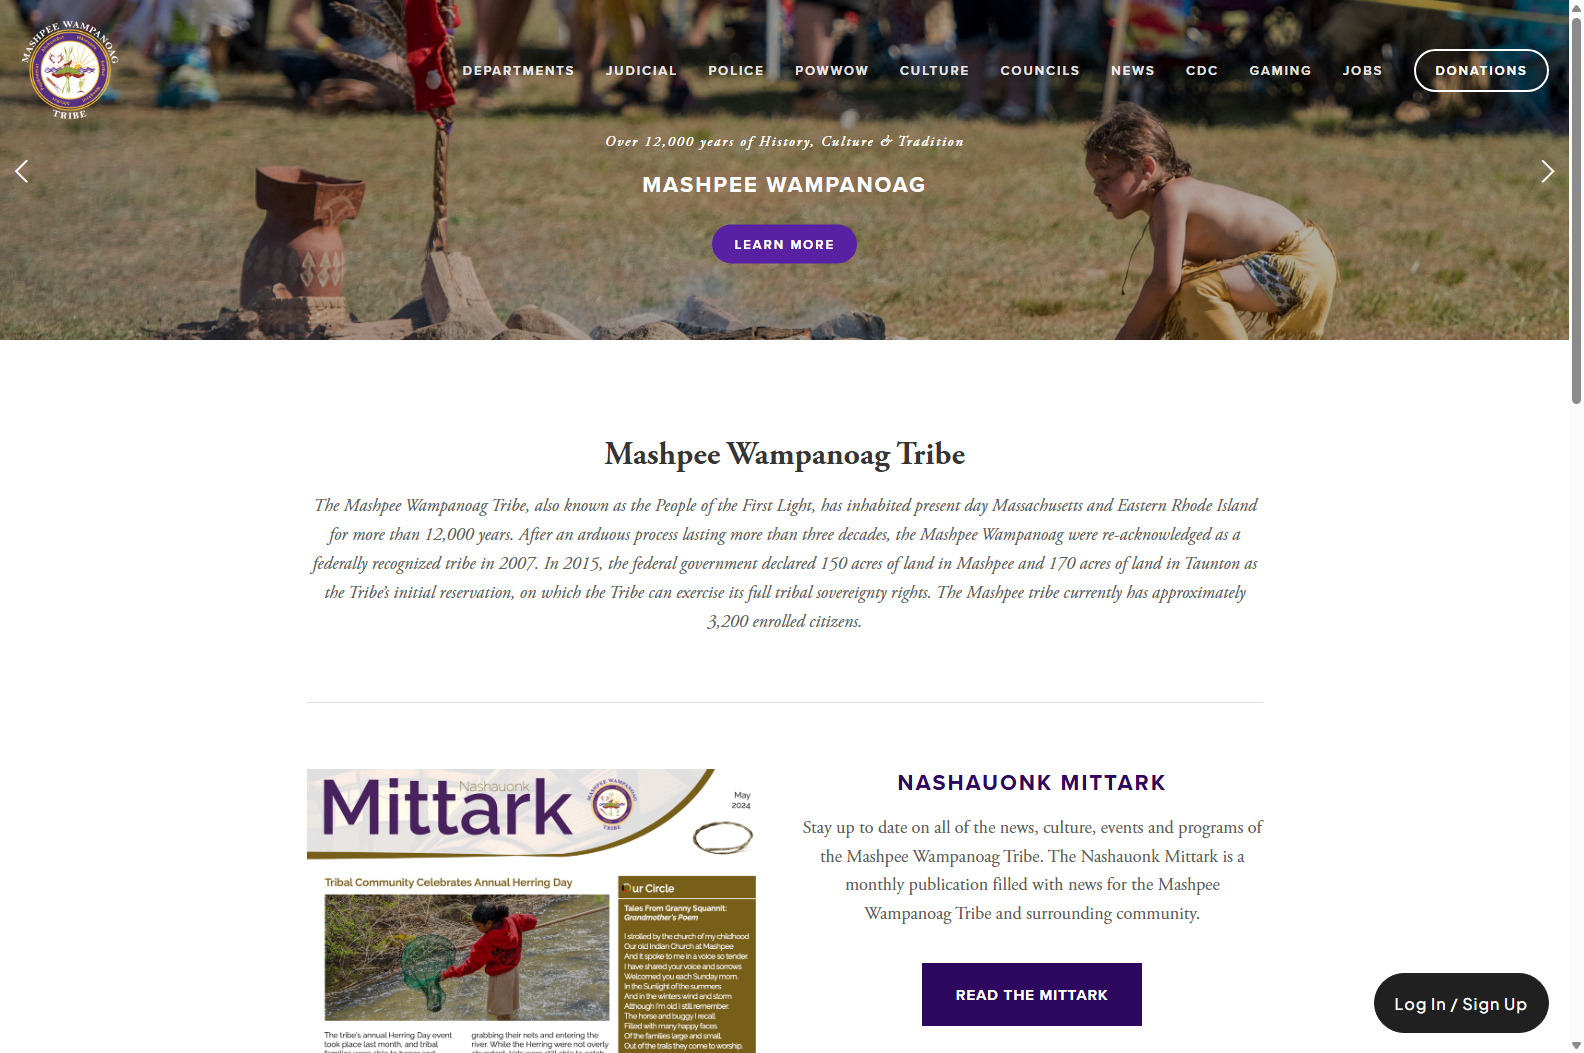 MASHPEE WAMPANOAG
TRIBE
DEPARTMENTS JUDICIAL POLICE POWWOW CULTURE COUNCILS NEWS CDC GAMING JOBS DONATIONS
Over 12,000 years of History, Culture & Tradition
MASHPEE WAMPANOAG
LEARN MORE
Mashpee Wampanoag Tribe
The Mashpee Wampanoag Tribe, also known as the People of the First Light, has inhabited present day Massachusetts and Eastern Rhode Island
for more than 12,000 years. After an arduous process lasting more than three decades, the Mashpee Wampanoag were re-acknowledged as a
federally recognized tribe in 2007. In 2015, the federal government declared 150 acres of land in Mashpee and 170 acres of land in Taunton as
the Tribe's initial reservation, on which the Tribe can exercise its full tribal sovereignty rights. The Mashpee tribe currently has approximately
3,200 enrolled citizens.
Nashauonk
Mittark
MASHPEE WAMPANOAG
TRIBE
May
2024
Tribal Community Celebrates Annual Herring Day
The tribe's annual Herring Day event
took place last month, and tribal
grabbing their nets and entering the
river. While the Herring were not overly
Our Circle
Tales From Granny Squannit:
Grandmother's Poem
I strolled by the church of my childhood
Our old Indian Church at Mashpee
And it spoke to me in a voice so tender.
I have shared your voice and sorrows
Welcomed you each Sunday morn.
In the Sunlight of the summers
And in the winters wind and storm
Although I'm old I still remember.
The horse and buggy I recall
Filled with many happy faces
Of the families large and small.
Out of the trails they come to worship.
NASHAUONK MITTARK
Stay up to date on all of the news, culture, events and programs of
the Mashpee Wampanoag Tribe. The Nashauonk Mittark is a
monthly publication filled with news for the Mashpee
Wampanoag Tribe and surrounding community.
READ THE MITTARK
Log In / Sign Up